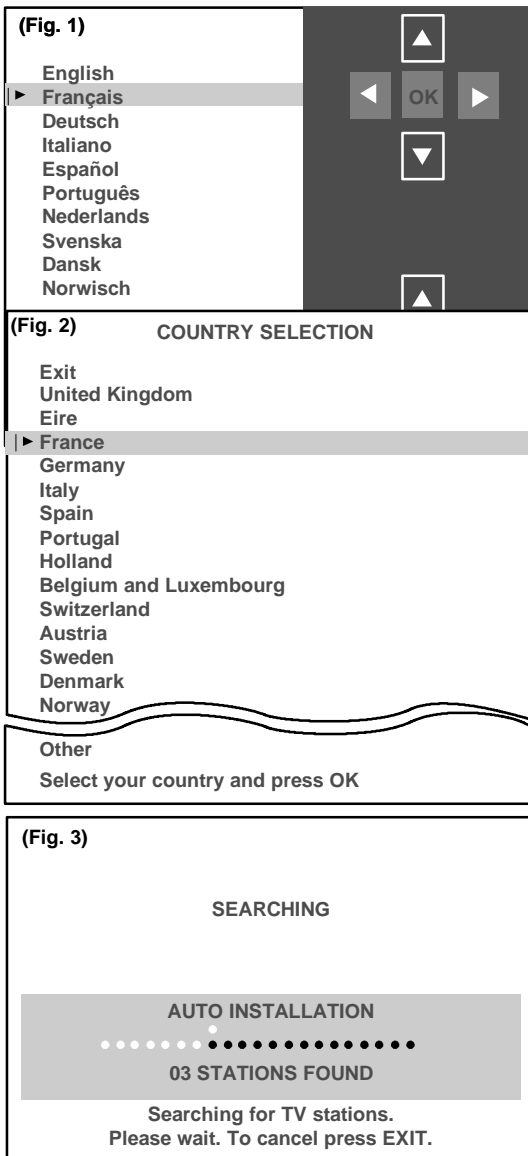 (Fig. 1)
English
Français
Deutsch
Italiano
Español
Português
Nederlands
Svenska
Dansk
Norwisch
OK
(Fig. 2)
COUNTRY SELECTION
Exit
United Kingdom
Eire
France
Germany
Italy
Spain
Portugal
Holland
Belgium and Luxembourg
Switzerland
Austria
Sweden
Denmark
Norway
Other
Select your country and press OK
(Fig. 3)
SEARCHING
AUTO INSTALLATION
03 STATIONS FOUND
Searching for TV stations.
Please wait. To cancel press EXIT.